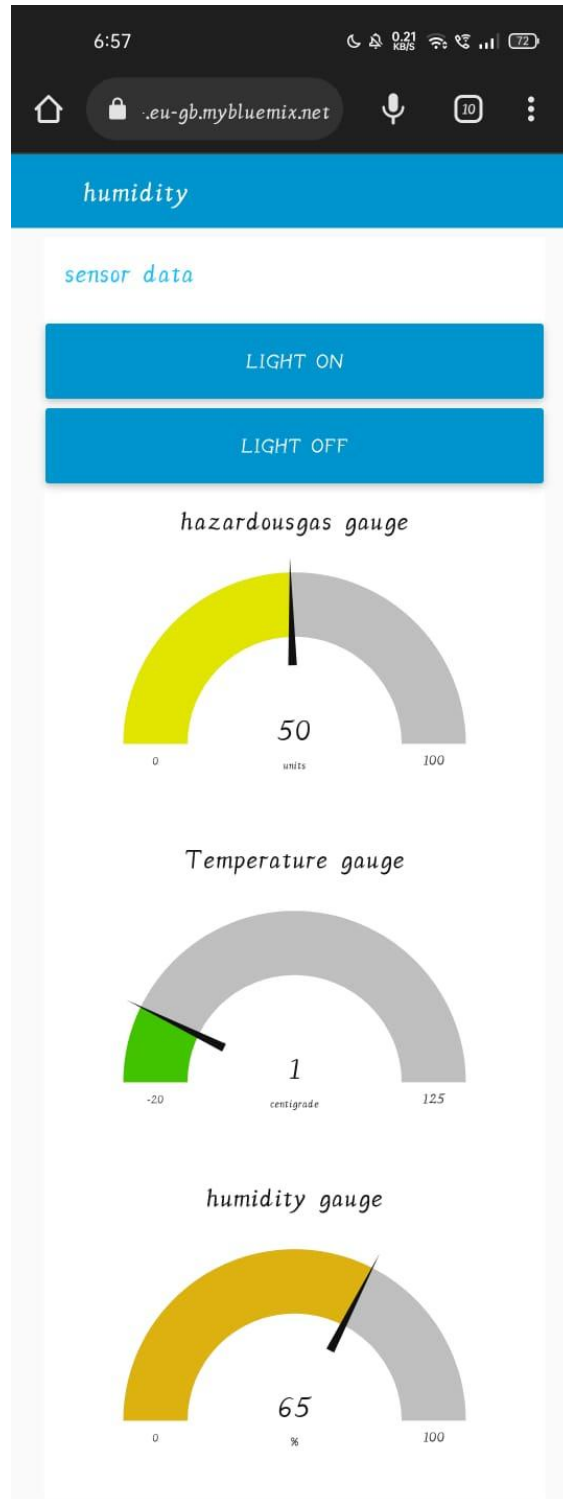 6:57 0.21 KB/S 72
.eu-gb.mybluemix.net 10
humidity
sensor data
LIGHT ON
LIGHT OFF
hazardousgas gauge
50
0 units 100
Temperature gauge
1
-20 centigrade 125
humidity gauge
65
0 % 100